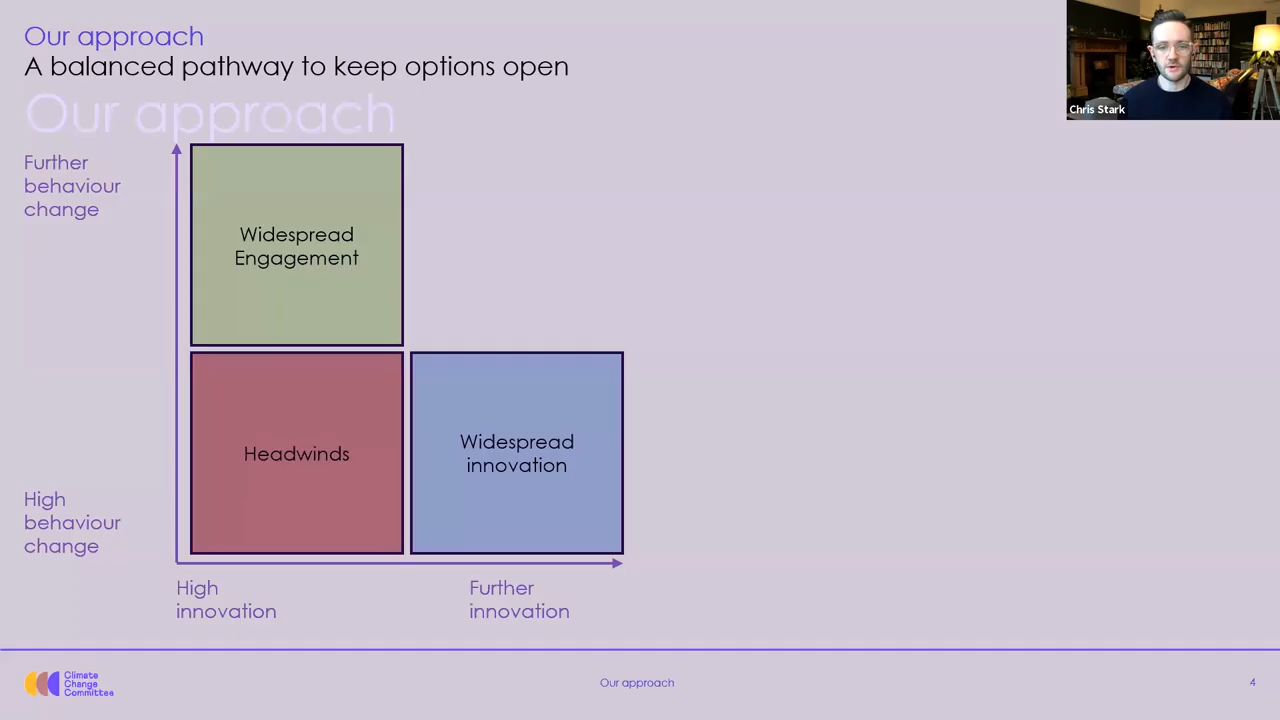 Our approach
A balanced pathway to keep options open
Our approach
Chris Stark
Further
behaviour
change
Widespread
Engagement
Headwinds
Widespread
innovation
High
behaviour
change
High
innovation
Further
innovation
Climate
Change
Committee
Our approach
4